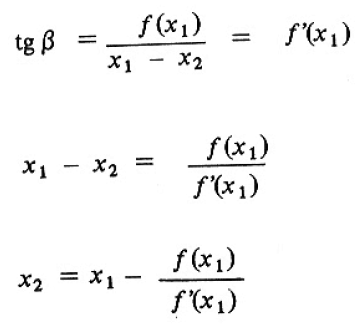 tg β = f(x₁) / x₁ - x₂ = f'(x₁)
x₁ - x₂ = f(x₁) / f'(x₁)
x₂ = x₁ - f(x₁) / f'(x₁)